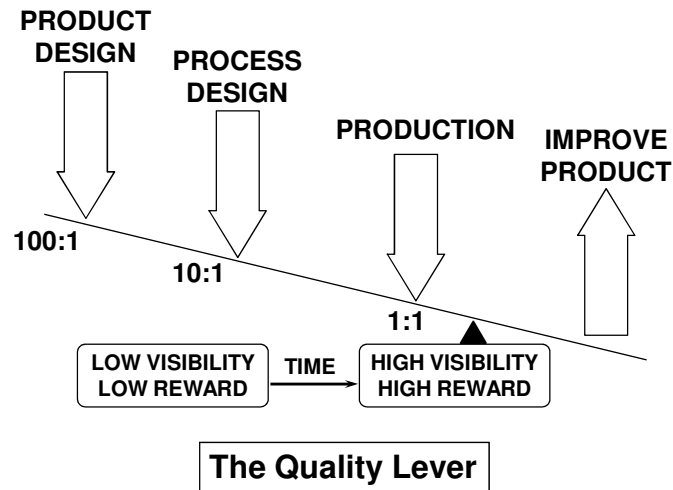 PRODUCT
DESIGN
PROCESS
DESIGN
PRODUCTION
IMPROVE
PRODUCT
100:1
10:1
1:1
LOW VISIBILITY
LOW REWARD
TIME
HIGH VISIBILITY
HIGH REWARD
The Quality Lever